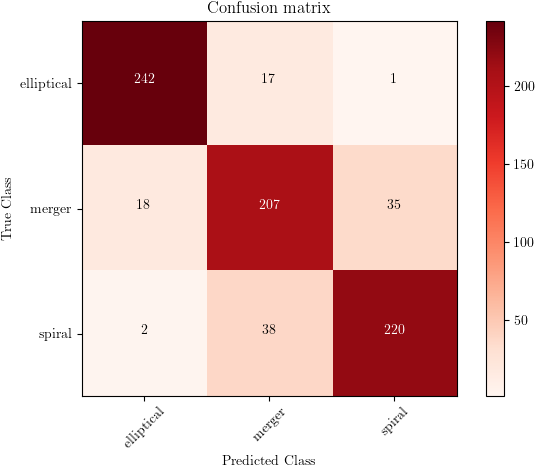 Confusion matrix
elliptical 242 17 1
merger 18 207 35
spiral 2 38 220
elliptical merger spiral
Predicted Class
True Class
200
150
100
50